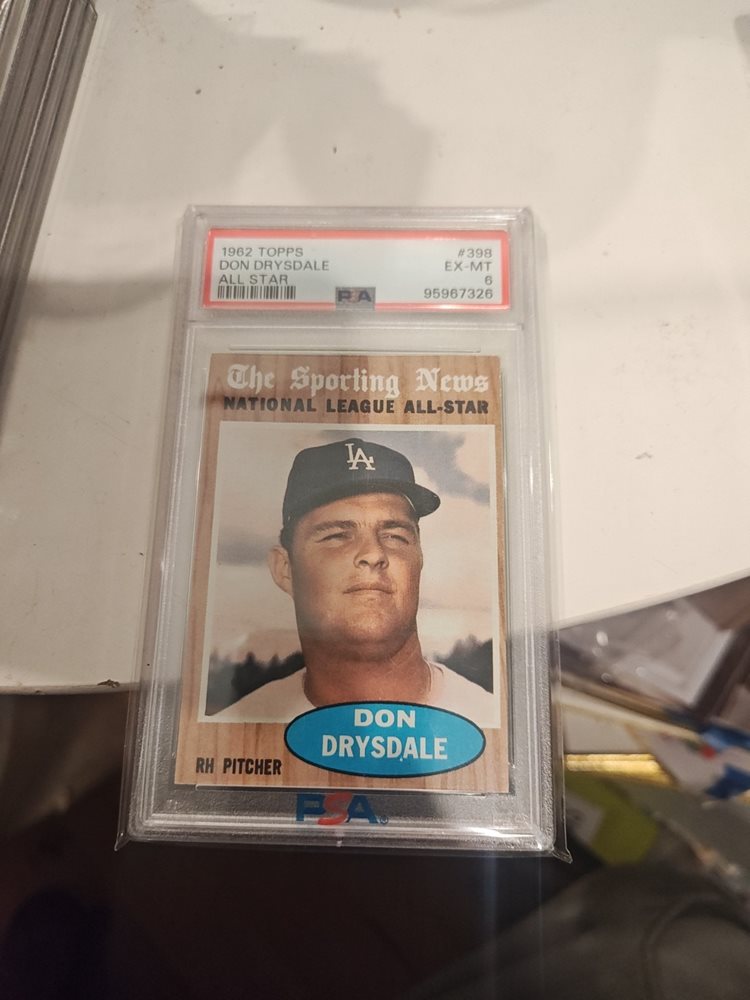 1962 TOPPS #398
DON DRYSDALE EX-MT
ALL STAR 6
PSA 95967326
The Sporting News
NATIONAL LEAGUE ALL-STAR
LA
DON
DRYSDALE
RH PITCHER
PSA